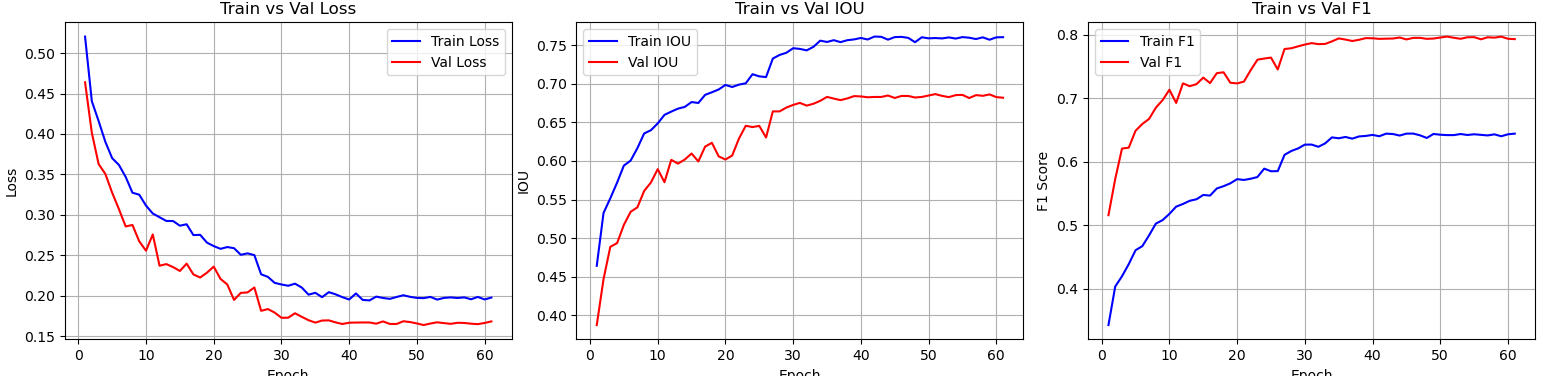 Train vs Val Loss
Train Loss
Val Loss
Loss
0.50
0.45
0.40
0.35
0.30
0.25
0.20
0.15
0 10 20 30 40 50 60
Epoch
Train vs Val IOU
Train IOU
Val IOU
IOU
0.75
0.70
0.65
0.60
0.55
0.50
0.45
0.40
0 10 20 30 40 50 60
Epoch
Train vs Val F1
Train F1
Val F1
F1 Score
0.8
0.7
0.6
0.5
0.4
0 10 20 30 40 50 60
Epoch